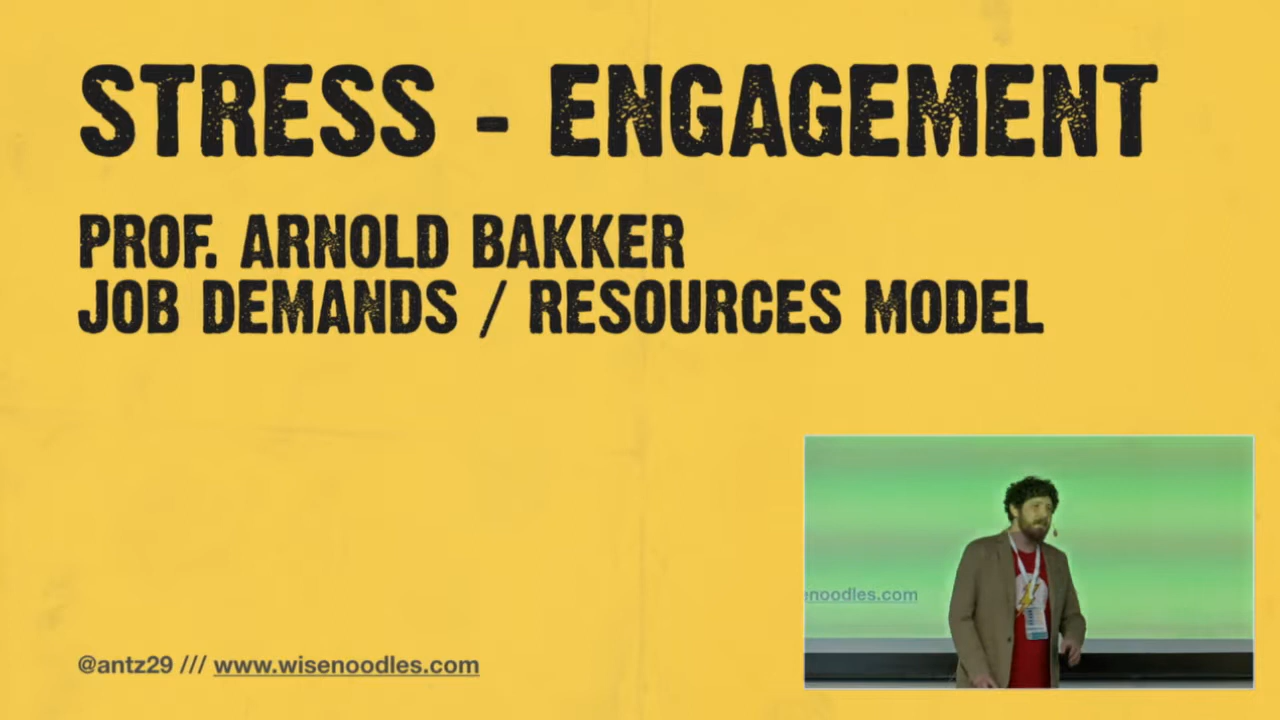 STRESS - ENGAGEMENT
PROF. ARNOLD BAKKER
JOB DEMANDS / RESOURCES MODEL
enoodles.com
@antz29 /// www.wisenoodles.com